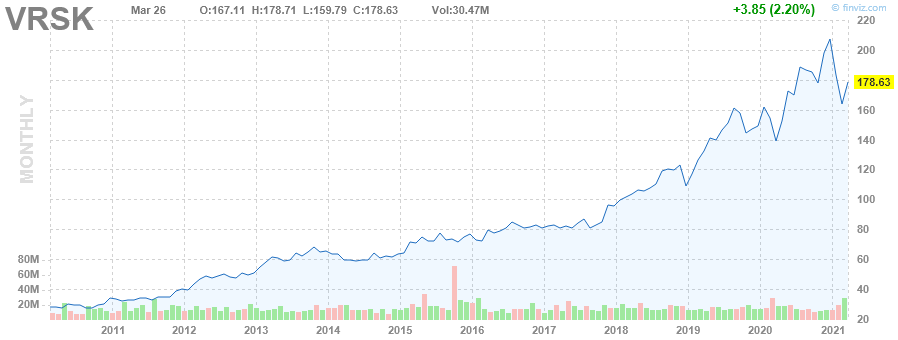 VRSK Mar 26 O:167.11 H:178.71 L:159.79 C:178.63 Vol:30.47M +3.85 (2.20%) © finviz.com
MONTHLY
220
200
178.63
160
140
120
100
80
60
40
20
80M
60M
40M
20M
2011 2012 2013 2014 2015 2016 2017 2018 2019 2020 2021